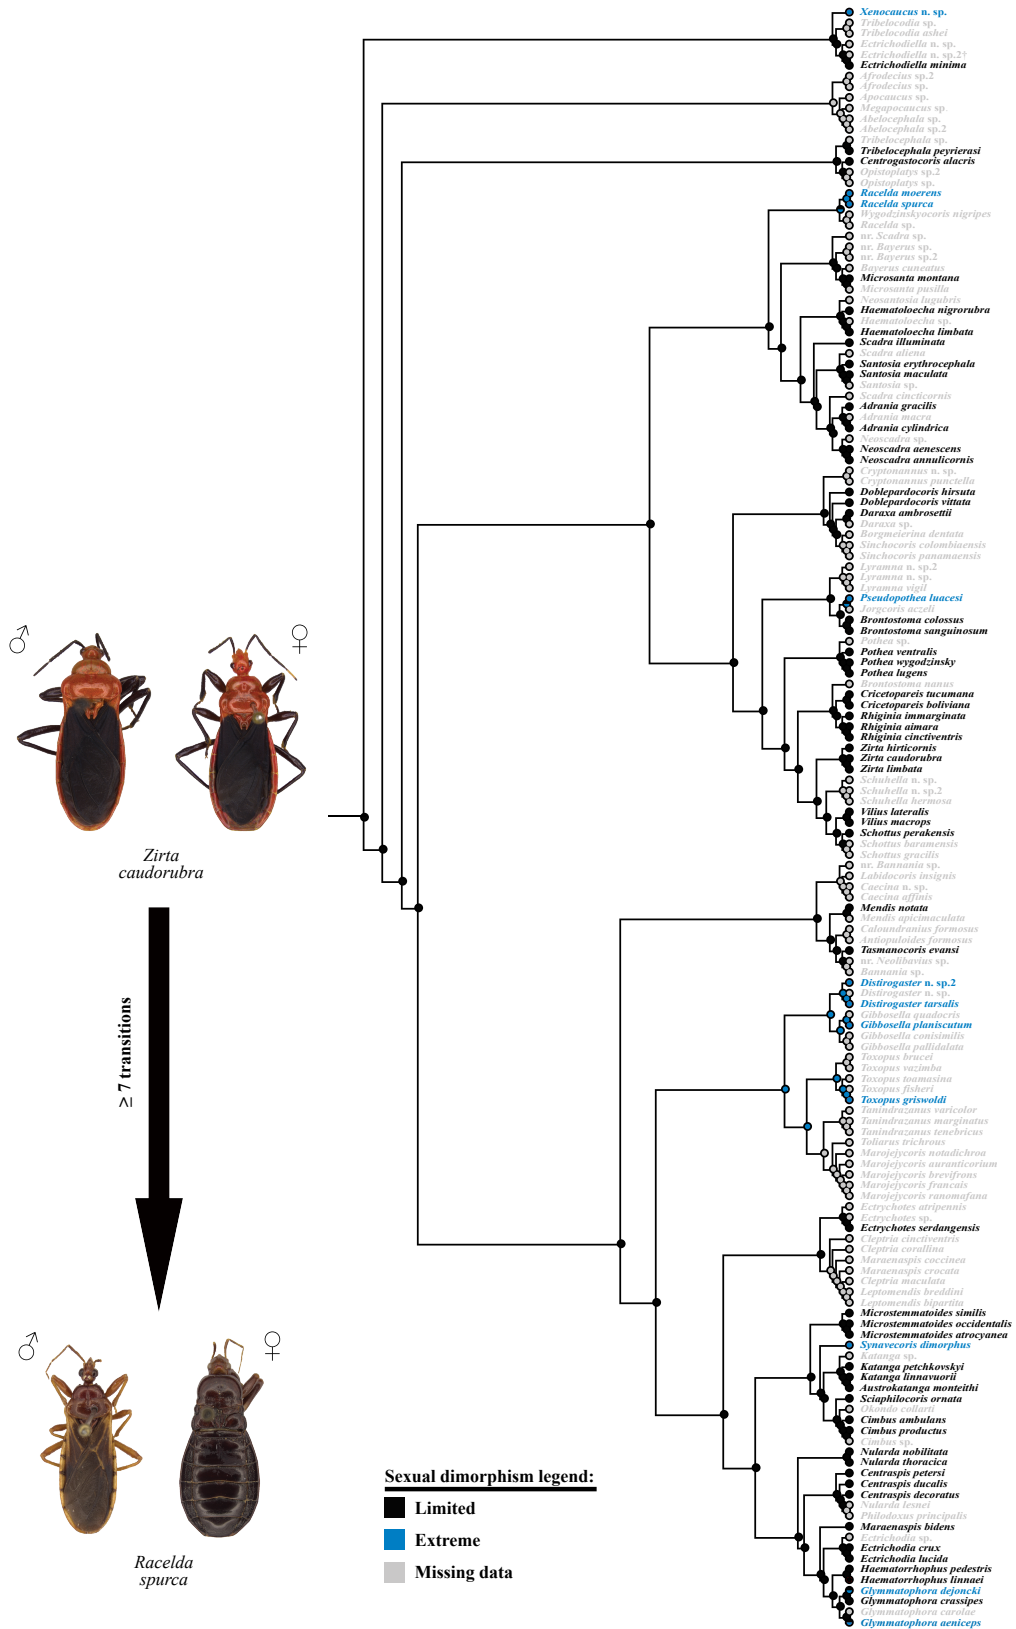 Xenocaucus n. sp.
Tribelocodia sp.
Tribelocodia ashei
Ectrichodiella n. sp.
Ectrichodiella n. sp.2†
Ectrichodiella minima
Afrodecius sp.2
Afrodecius sp.
Apocaucus sp.
Megapocaucus sp
Abelocephala sp.
Abelocephala sp.2
Tribelocephala sp.
Tribelocephala peyrierasi
Centrogastocoris alacris
Opistoplatys sp.2
Opistoplatys sp.
Racelda moerens
Racelda spurca
Wygodzinskyocoris nigripes
Racelda sp.
nr. Scadra sp.
nr. Bayerus sp.
nr. Bayerus sp.2
Bayerus cuneatus
Microsanta montana
Microsanta pusilla
Neosantosia lugubris
Haematoloecha nigrorubra
Haematoloecha sp.
Haematoloecha limbata
Scadra illuminata
Scadra aliena
Santosia erythrocephala
Santosia maculata
Santosia sp.
Scadra cincticornis
Adrania gracilis
Adrania macra
Adrania cylindrica
Neoscadra sp.
Neoscadra aenescens
Neoscadra annulicornis
Cryptonannus n. sp.
Cryptonannus punctella
Doblepardocoris hirsuta
Doblepardocoris vittata
Daraxa ambrosettii
Daraxa sp.
Borgmeierina dentata
Sinchocoris colombiaensis
Sinchocoris panamaensis
Lyramna n. sp.2
Lyramna n. sp.
Lyramna vigil
Pseudopothea luacesi
Jorgcoris aczeli
Brontostoma colossus
Brontostoma sanguinosum
Pothea sp.
Pothea ventralis
Pothea wygodzinsky
Pothea lugens
Brontostoma nanus
Cricetopareis tucumana
Cricetopareis boliviana
Rhiginia immarginata
Rhiginia aimara
Rhiginia cinctiventris
Zirta hirticornis
Zirta caudorubra
Zirta limbata
Schuhella n. sp.
Schuhella n. sp.2
Schuhella hermosa
Vilius lateralis
Vilius macrops
Schottus perakensis
Schottus baramensis
Schottus gracilis
nr. Bannania sp.
Labidocoris insignis
Caecina n. sp.
Caecina affinis
Mendis notata
Mendis apicimaculata
Caloundranius formosus
Antiopuloides formosus
Tasmanocoris evansi
nr. Neolibavius sp.
Bannania sp.
Distirogaster n. sp.2
Distirogaster n. sp.
Distirogaster tarsalis
Gibbosella quadocris
Gibbosella planiscutum
Gibbosella conisimilis
Gibbosella pallidalata
Toxopus brucei
Toxopus vazimba
Toxopus toamasina
Toxopus fisheri
Toxopus griswoldi
Tanindrazanus varicolor
Tanindrazanus marginatus
Tanindrazanus tenebricus
Toliarus trichrous
Marojejycoris notadichroa
Marojejycoris auranticorium
Marojejycoris brevifrons
Marojejycoris francais
Marojejycoris ranomafana
Ectrychotes atripennis
Ectrychotes sp.
Ectrychotes serdangensis
Cleptria cinctiventris
Cleptria corallina
Maraenaspis coccinea
Maraenaspis crocata
Cleptria maculata
Leptomendis breddini
Leptomendis bipartita
Microstemmatoides similis
Microstemmatoides occidentalis
Microstemmatoides atrocyanea
Synavecoris dimorphus
Katanga sp.
Katanga petchkovskyi
Katanga linnavuorii
Austrokatanga monteithi
Sciaphilocoris ornata
Okondo collarti
Cimbus ambulans
Cimbus productus
Cimbus sp.
Nularda nobilitata
Nularda thoracica
Centraspis petersi
Centraspis ducalis
Centraspis decoratus
Nularda lesnei
Philodoxus principalis
Maraenaspis bidens
Ectrichodia sp.
Ectrichodia crux
Ectrichodia lucida
Haematorrhophus pedestris
Haematorrhophus linnaei
Glymmatophora dejoncki
Glymmatophora crassipes
Glymmatophora carolae
Glymmatophora aeniceps
♂ ♀
Zirta
caudorubra
≥ 7 transitions
♂ ♀
Racelda
spurca
Sexual dimorphism legend:
Limited
Extreme
Missing data